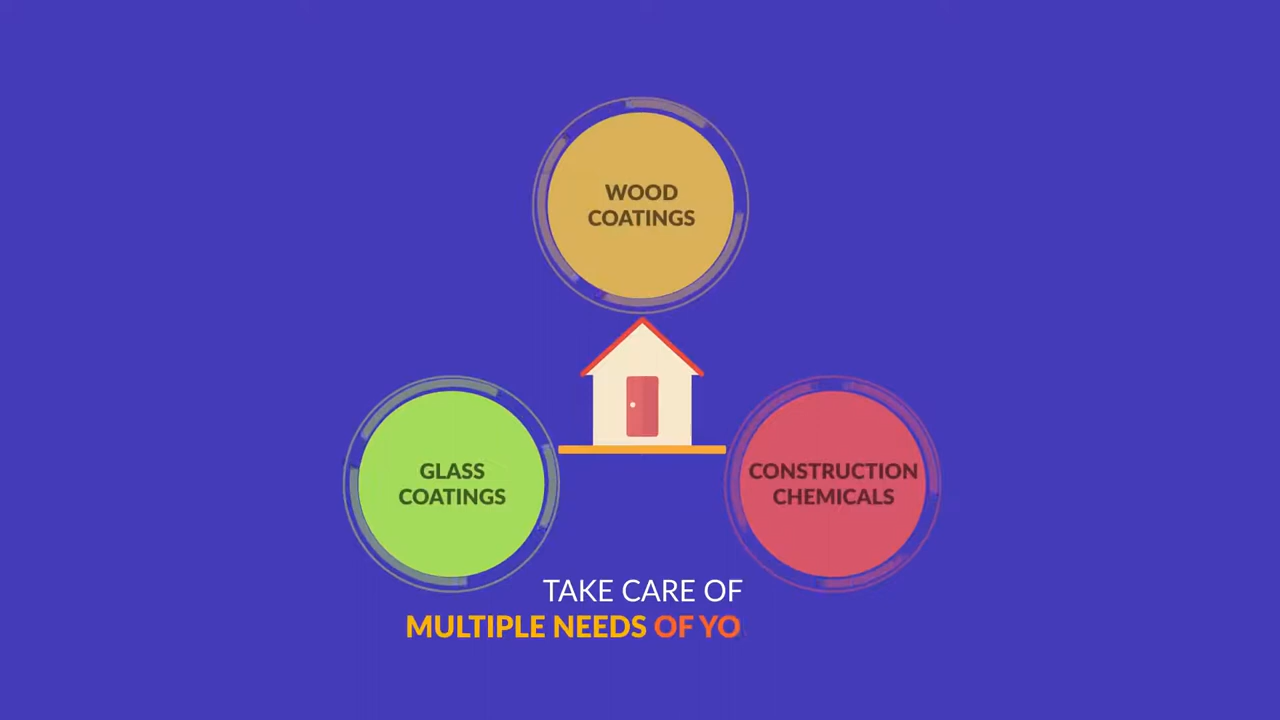 WOOD
COATINGS
GLASS
COATINGS
CONSTRUCTION
CHEMICALS
TAKE CARE OF
MULTIPLE NEEDS OF YO